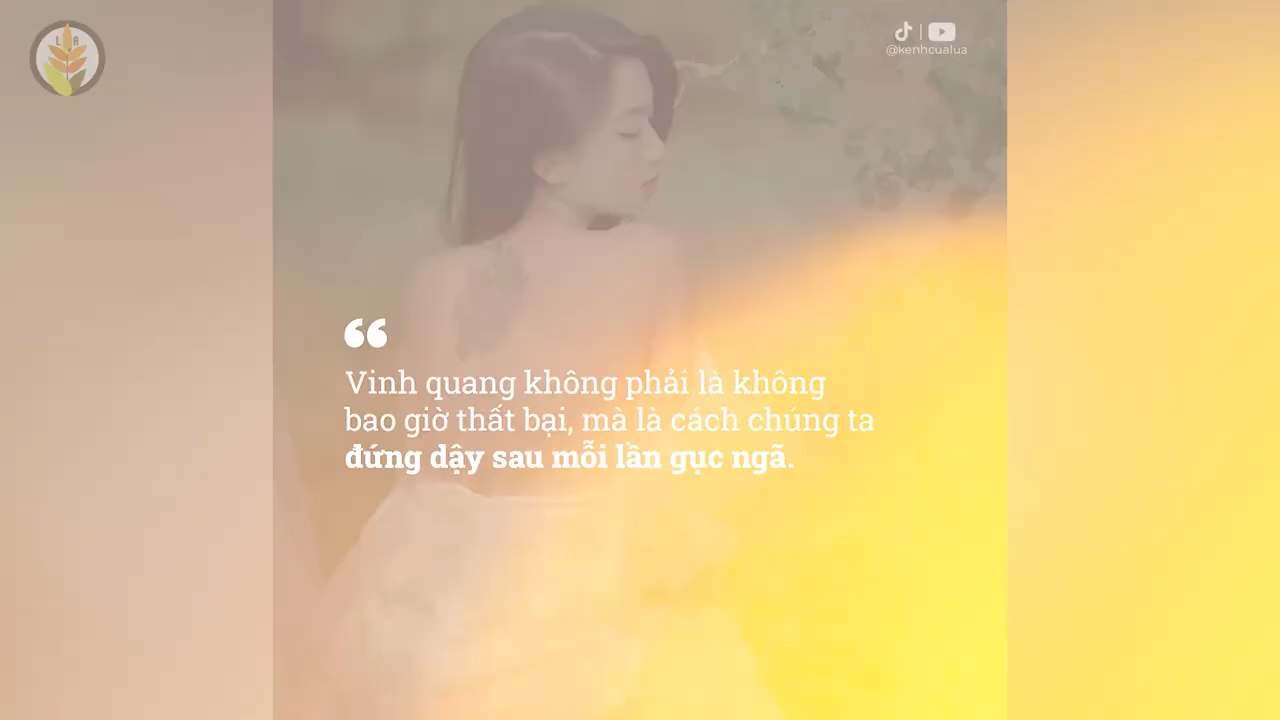 L A
@kenhcualua
“
Vinh quang không phải là không
bao giờ thất bại, mà là cách chúng ta
đứng dậy sau mỗi lần gục ngã.